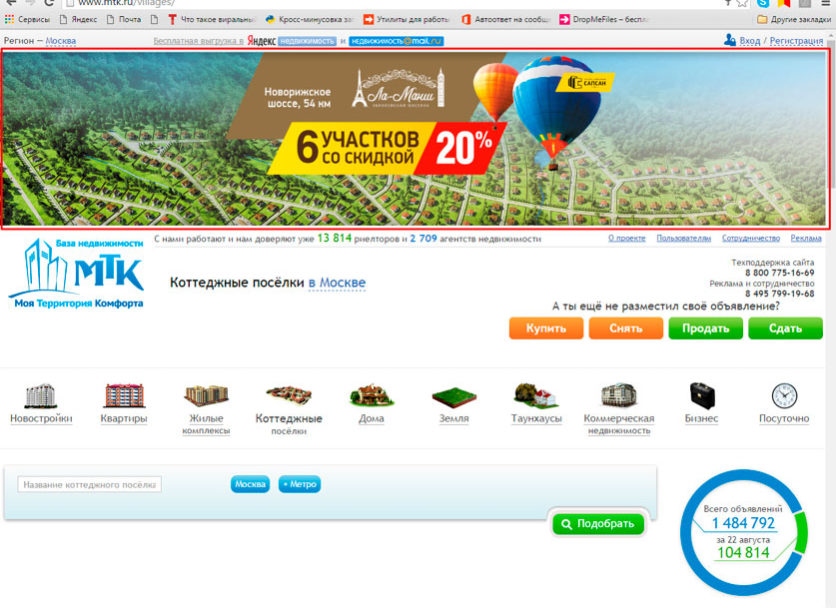 www.mtk.ru/villages/
Сервисы Яндекс Почта Что такое виральны Кросс-минусовка за Утилиты для работы Автоответ на сообщ DropMeFiles – беспл Другие закладки
Регион — Москва Бесплатная выгрузка в Яндекс недвижимость и недвижимость@mail.ru Вход / Регистрация
Новорижское
шоссе, 54 км
Ла-Манш
САПСАН
6 УЧАСТКОВ
СО СКИДКОЙ
20%
С нами работают и нам доверяют уже 13 814 риелторов и 2 709 агентств недвижимости О проекте Пользователям Сотрудничество Реклама
База недвижимости
МТК
Моя Территория Комфорта
Коттеджные посёлки в Москве
Техподдержка сайта
8 800 775-16-69
Реклама и сотрудничество
8 495 799-19-68
А ты ещё не разместил своё объявление?
Купить Снять Продать Сдать
Новостройки Квартиры Жилые комплексы Коттеджные посёлки Дома Земля Таунхаусы Коммерческая недвижимость Бизнес Посуточно
Название коттеджного посёлка Москва + Метро
Подобрать
Всего объявлений
1 484 792
за 22 августа
104 814